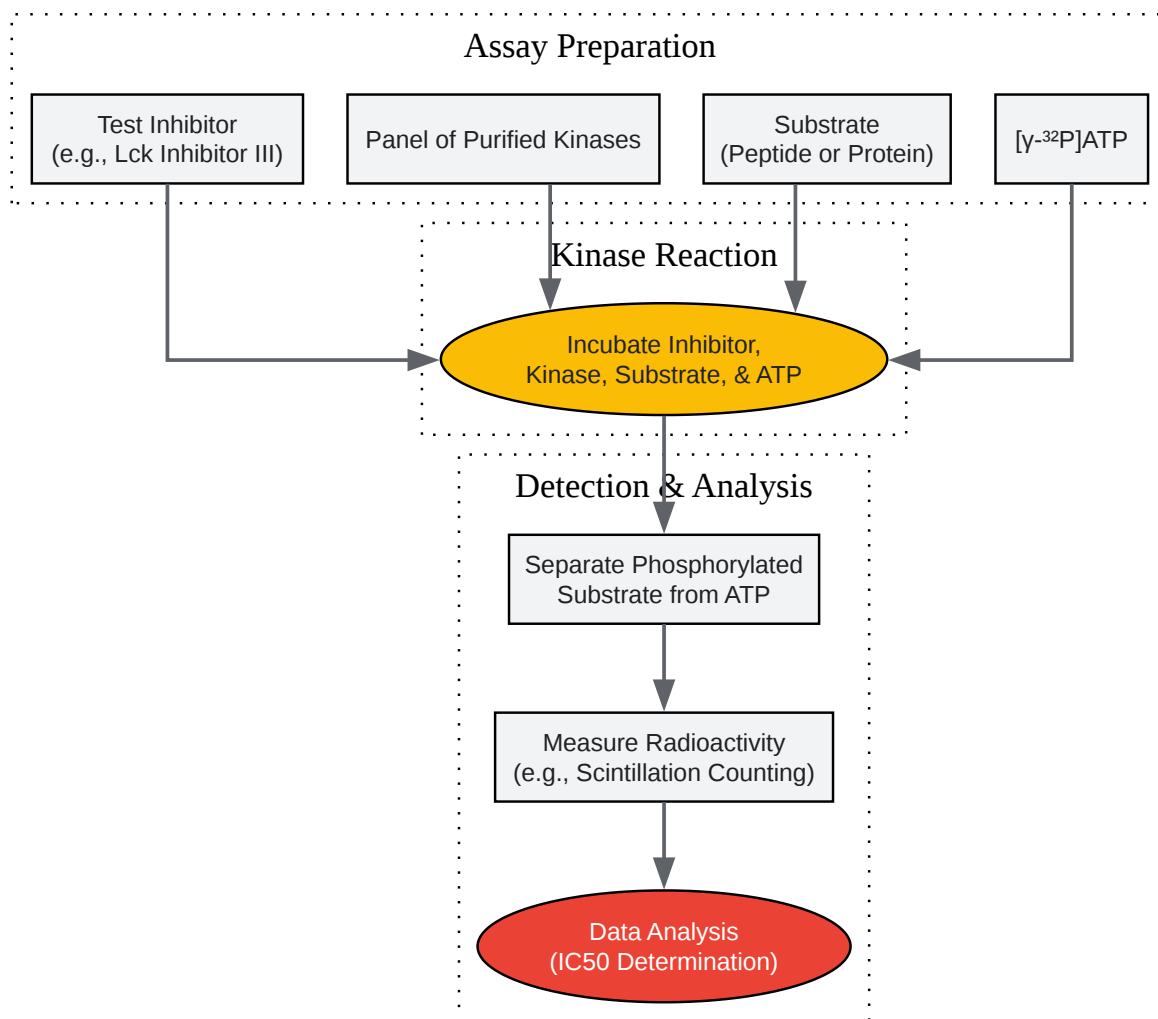 Assay Preparation
Test Inhibitor
(e.g., Lck Inhibitor III)
Panel of Purified Kinases
Substrate
(Peptide or Protein)
[γ-³²P]ATP
Kinase Reaction
Incubate Inhibitor,
Kinase, Substrate, & ATP
Detection & Analysis
Separate Phosphorylated
Substrate from ATP
Measure Radioactivity
(e.g., Scintillation Counting)
Data Analysis
(IC50 Determination)